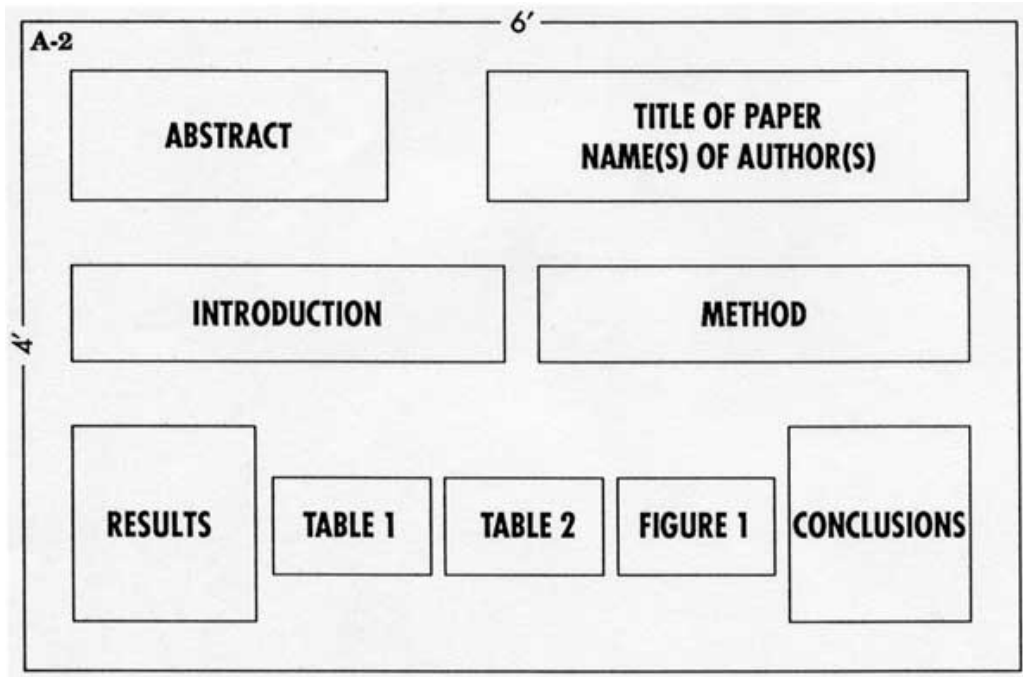 6′
A-2
ABSTRACT
TITLE OF PAPER
NAME(S) OF AUTHOR(S)
4′
INTRODUCTION
METHOD
RESULTS
TABLE 1
TABLE 2
FIGURE 1
CONCLUSIONS